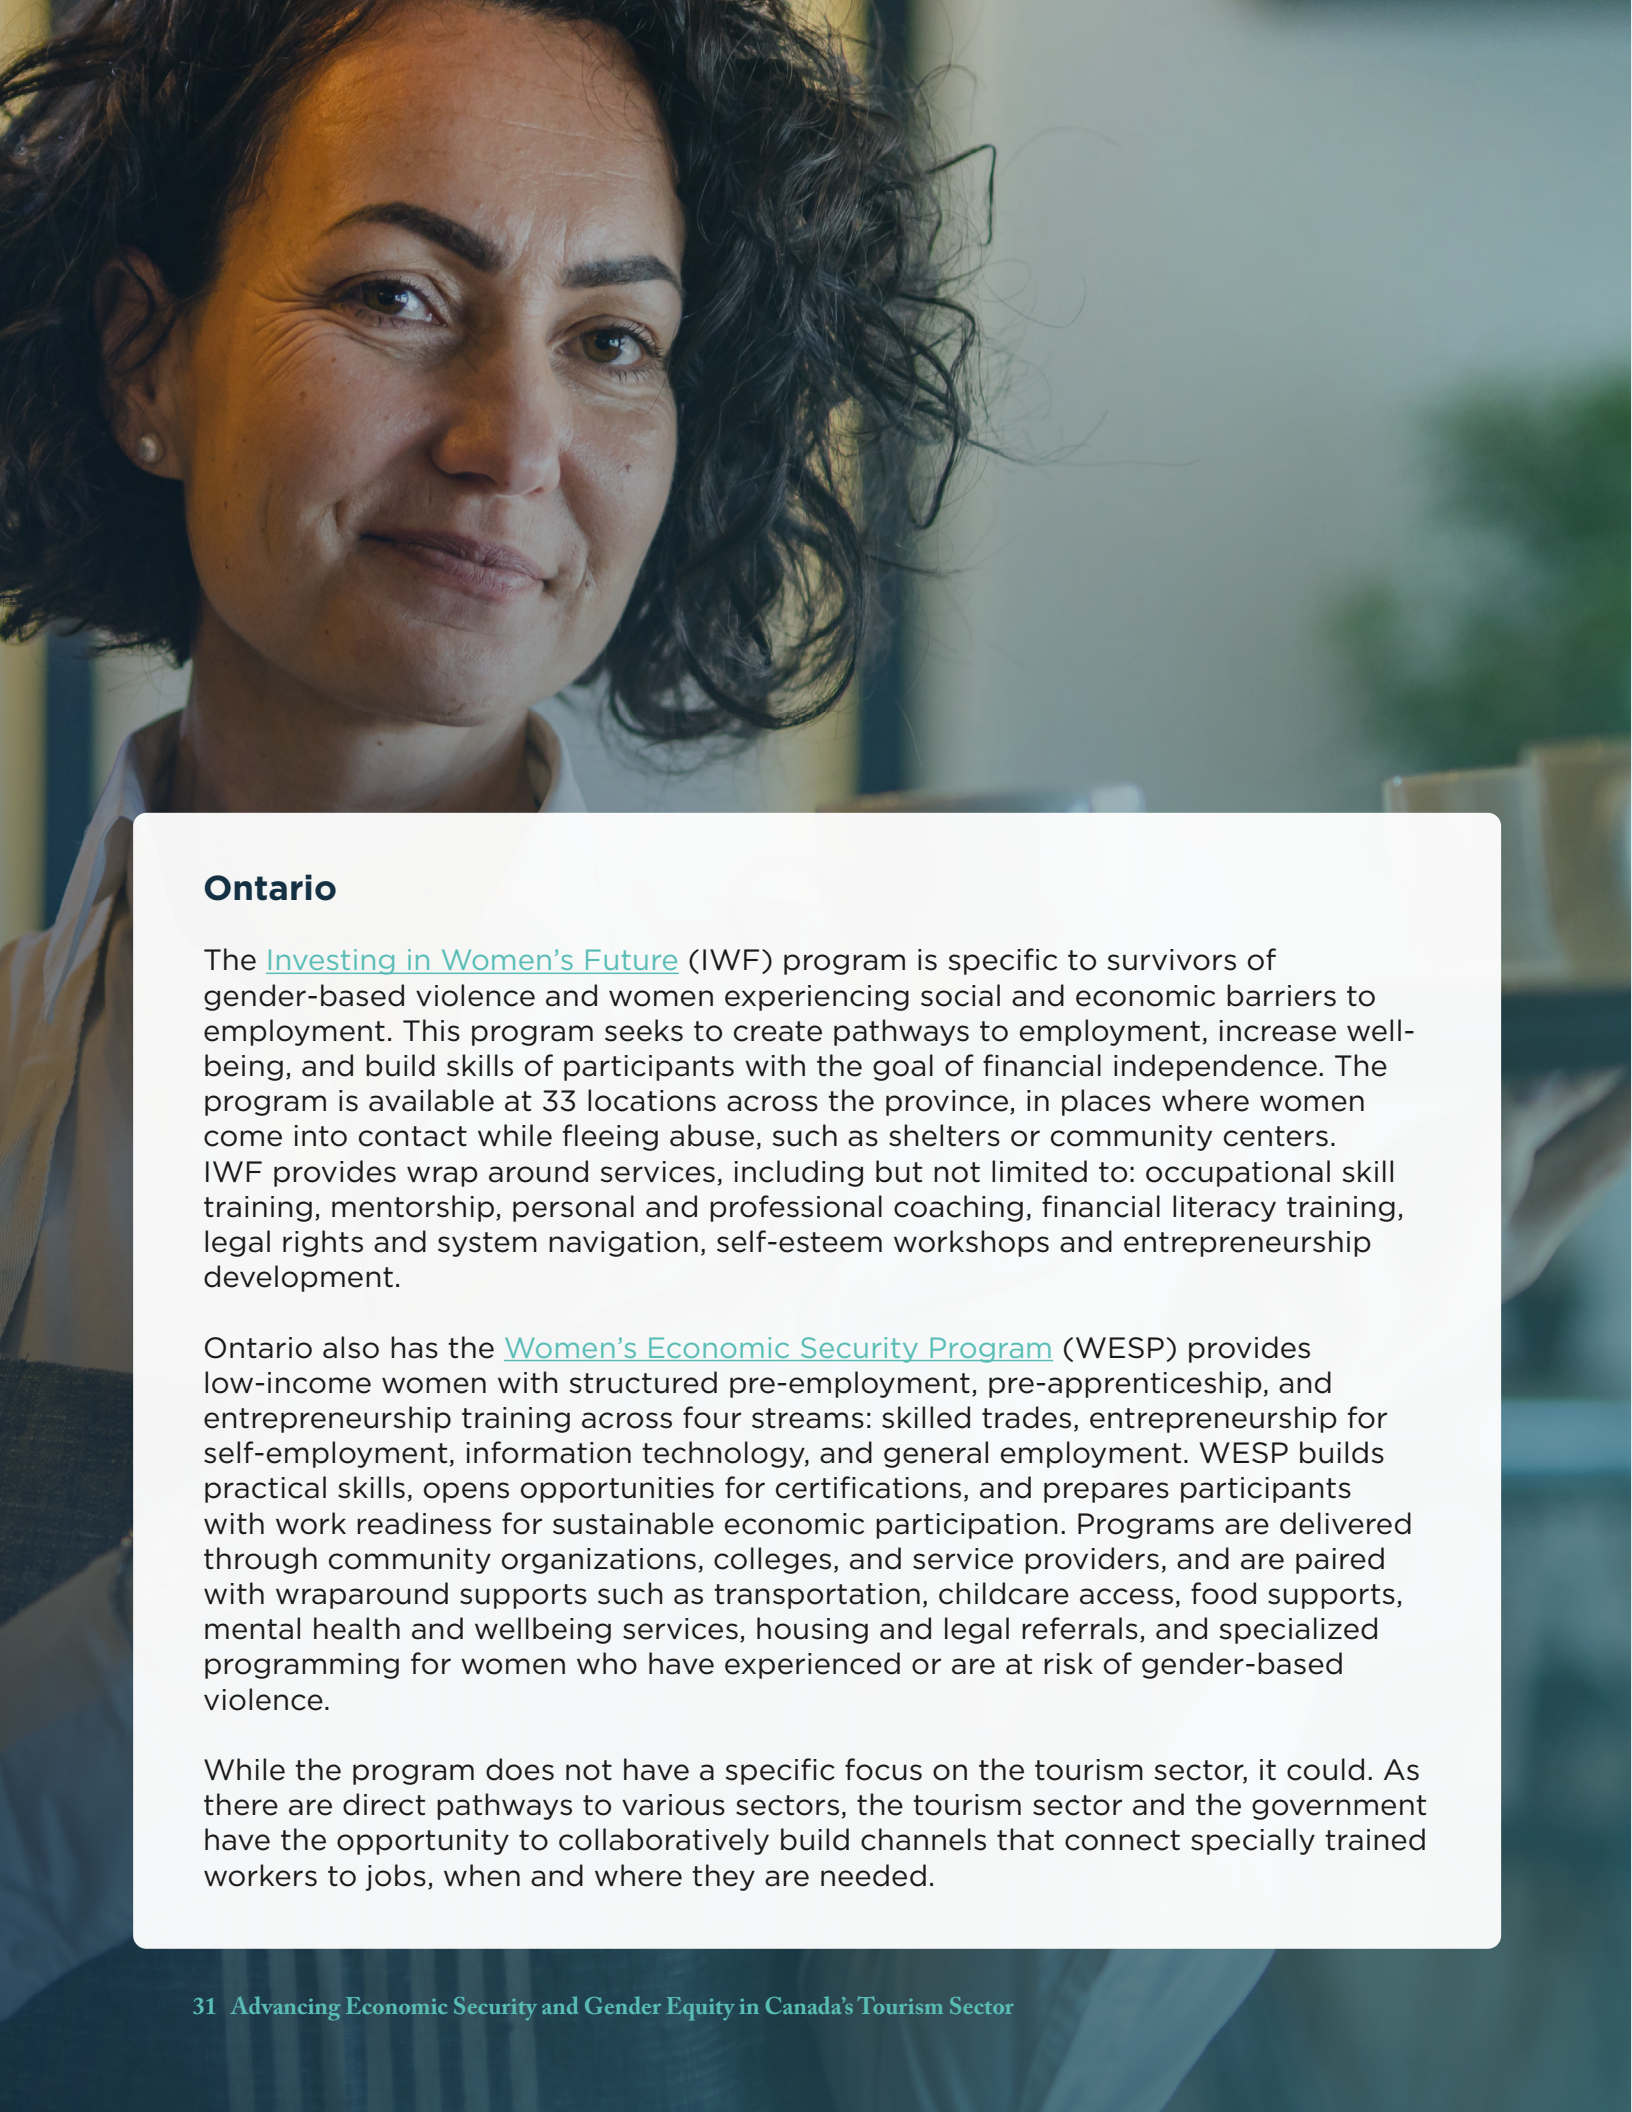 Ontario
The Investing in Women’s Future (IWF) program is specific to survivors of
gender-based violence and women experiencing social and economic barriers to
employment. This program seeks to create pathways to employment, increase well-
being, and build skills of participants with the goal of financial independence. The
program is available at 33 locations across the province, in places where women
come into contact while fleeing abuse, such as shelters or community centers.
IWF provides wrap around services, including but not limited to: occupational skill
training, mentorship, personal and professional coaching, financial literacy training,
legal rights and system navigation, self-esteem workshops and entrepreneurship
development.
Ontario also has the Women’s Economic Security Program (WESP) provides
low-income women with structured pre-employment, pre-apprenticeship, and
entrepreneurship training across four streams: skilled trades, entrepreneurship for
self-employment, information technology, and general employment. WESP builds
practical skills, opens opportunities for certifications, and prepares participants
with work readiness for sustainable economic participation. Programs are delivered
through community organizations, colleges, and service providers, and are paired
with wraparound supports such as transportation, childcare access, food supports,
mental health and wellbeing services, housing and legal referrals, and specialized
programming for women who have experienced or are at risk of gender-based
violence.
While the program does not have a specific focus on the tourism sector, it could. As
there are direct pathways to various sectors, the tourism sector and the government
have the opportunity to collaboratively build channels that connect specially trained
workers to jobs, when and where they are needed.
31 Advancing Economic Security and Gender Equity in Canada’s Tourism Sector